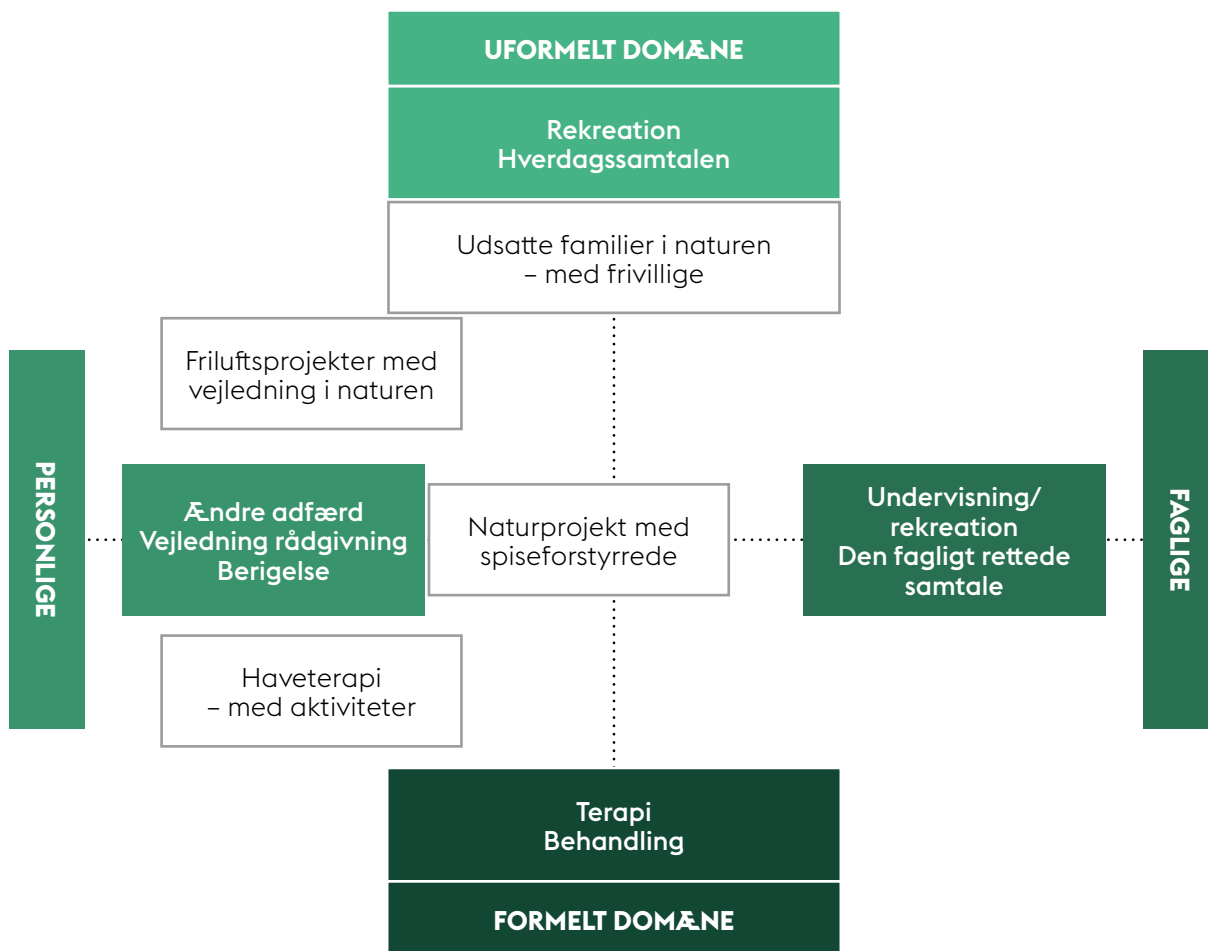 UFORMELT DOMÆNE
Rekreation
Hverdagssamtalen
Udsatte familier i naturen
– med frivillige
Friluftsprojekter med
vejledning i naturen
PERSONLIGE
Ændre adfærd
Vejledning rådgivning
Berigelse
Naturprojekt med
spiseforstyrrede
Undervisning/
rekreation
Den fagligt rettede
samtale
FAGLIGE
Haveterapi
– med aktiviteter
Terapi
Behandling
FORMELT DOMÆNE